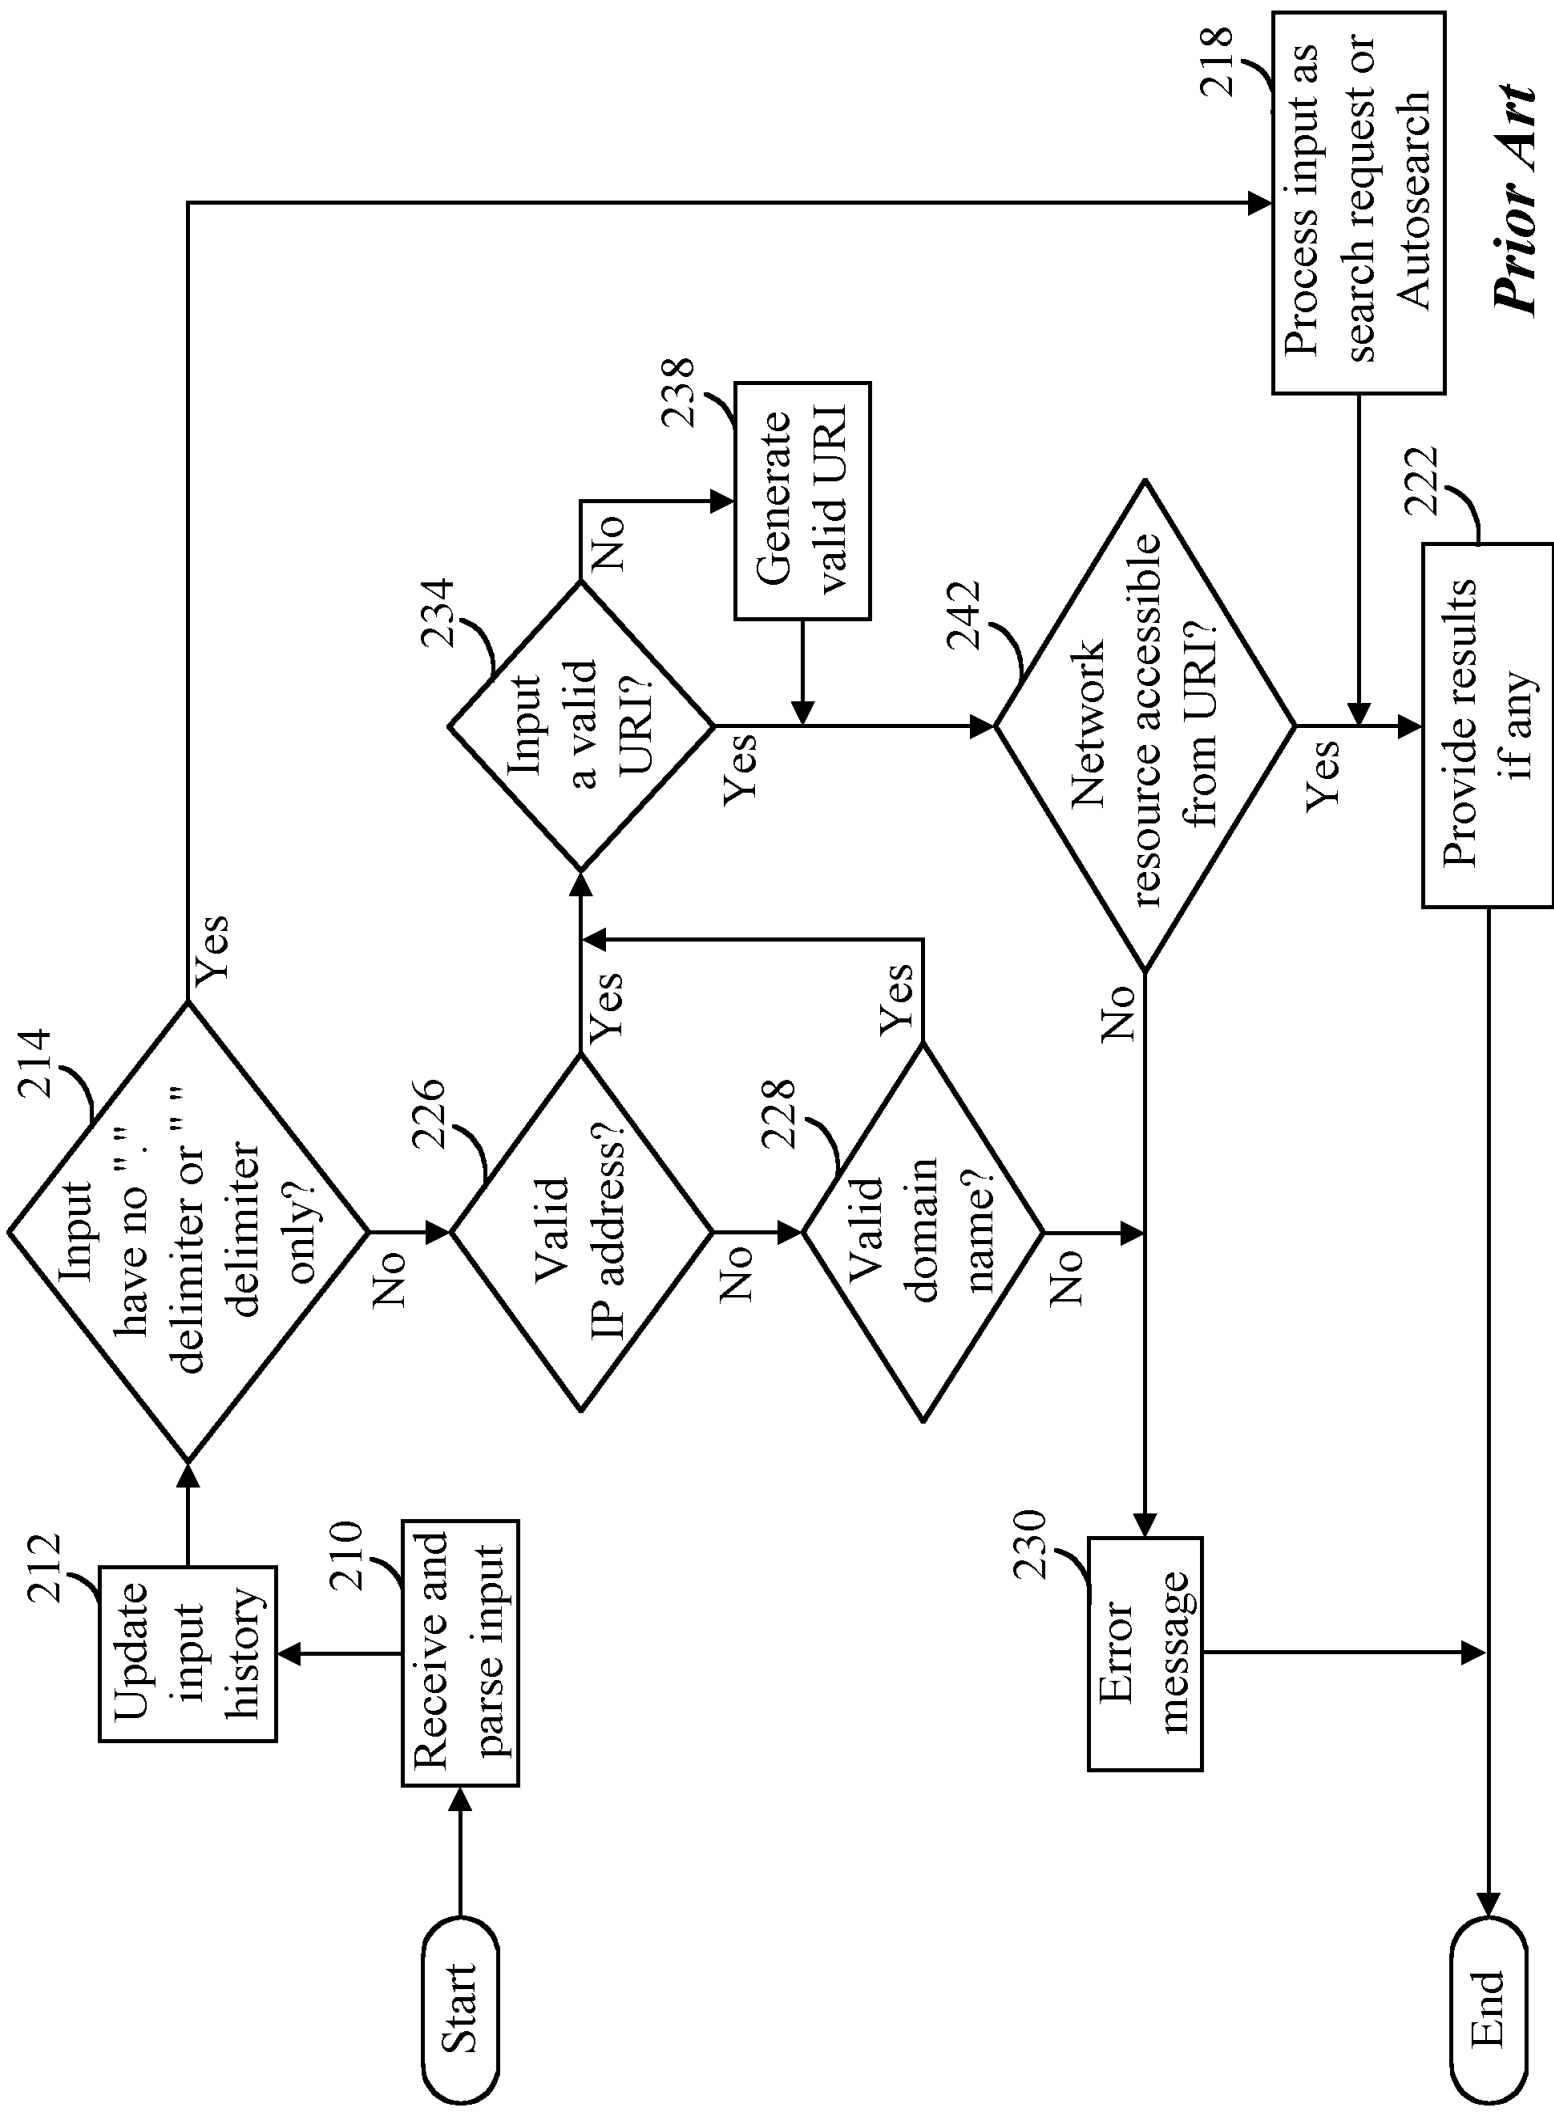 Start
210
Receive and
parse input
212
Update
input
history
214
Input
have no "."
delimiter or " "
delimiter
only?
Yes
No
226
Valid
IP address?
Yes
No
228
Valid
domain
name?
Yes
No
234
Input
a valid
URI?
No
Yes
238
Generate
valid URI
242
Network
resource accessible
from URI?
No
Yes
230
Error
message
218
Process input as
search request or
Autosearch
222
Provide results
if any
End
Prior Art